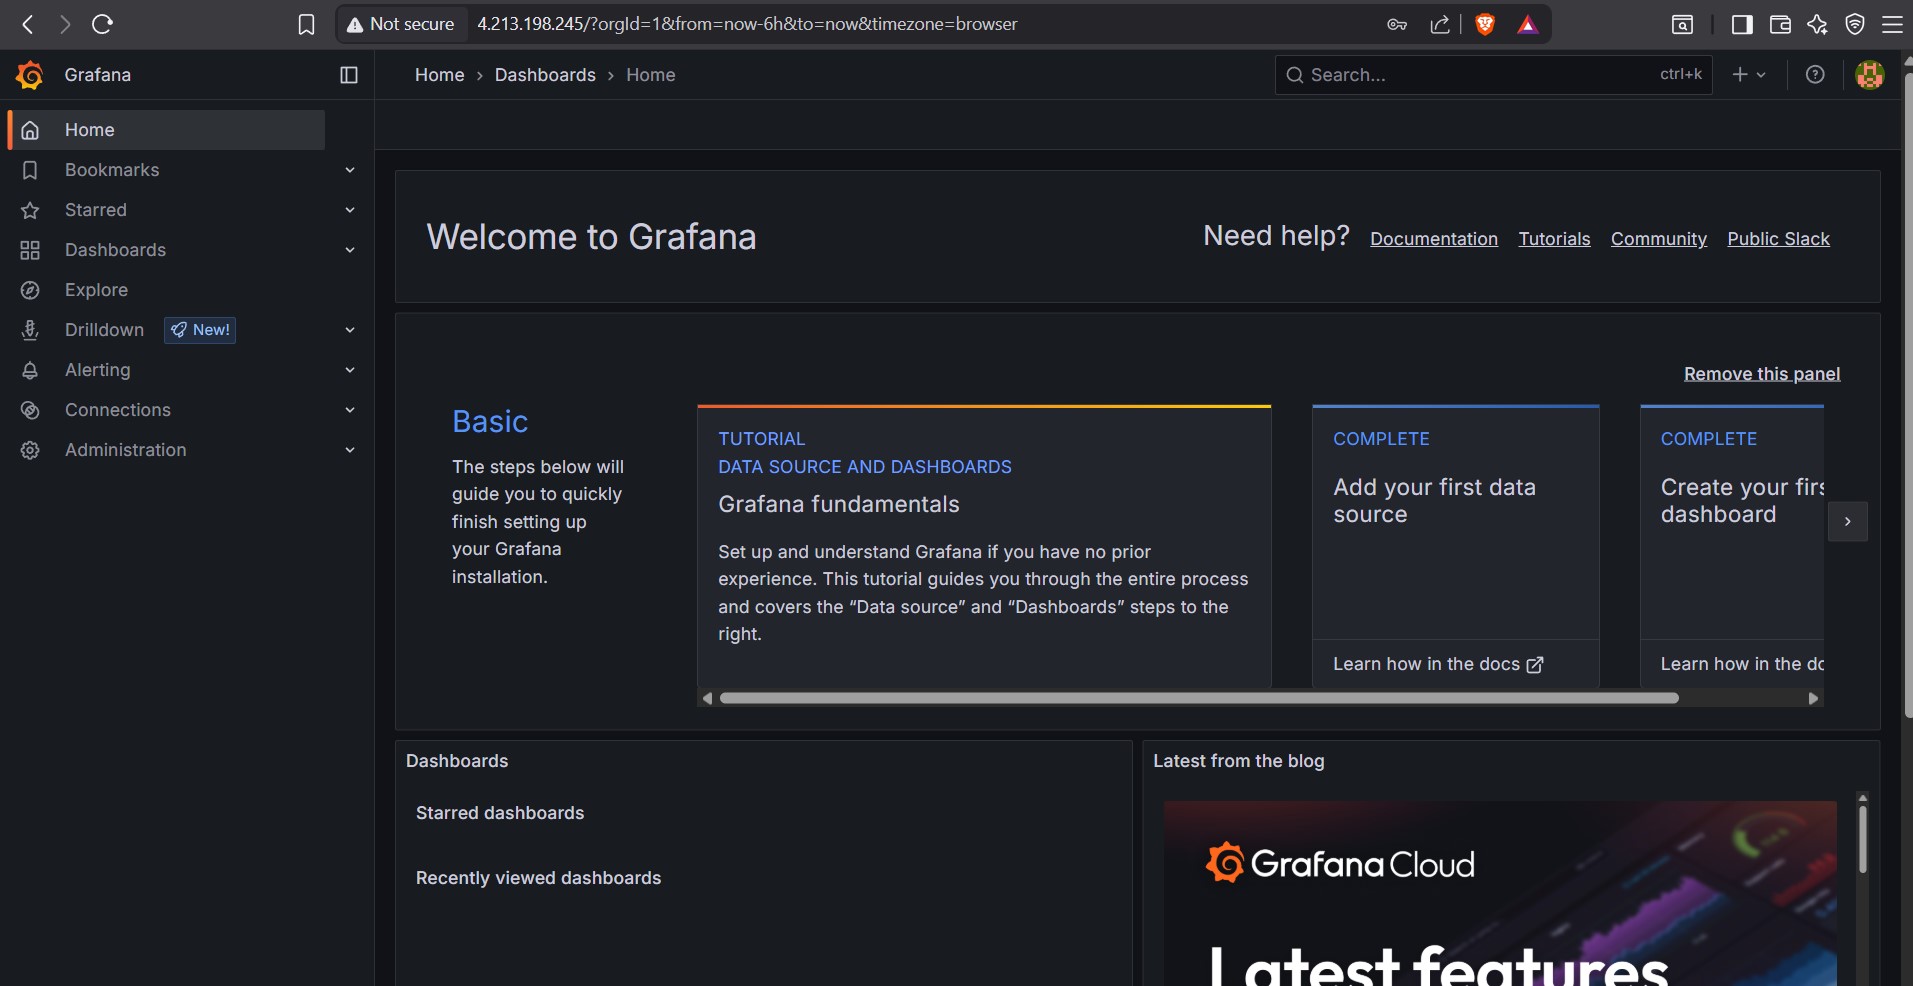 Not secure
4.213.198.245/?orgId=1&from=now-6h&to=now&timezone=browser
Grafana
Home › Dashboards › Home
Search...
ctrl+k
Home
Bookmarks
Starred
Dashboards
Explore
Drilldown
New!
Alerting
Connections
Administration
Welcome to Grafana
Need help?
Documentation
Tutorials
Community
Public Slack
Remove this panel
Basic
The steps below will
guide you to quickly
finish setting up
your Grafana
installation.
TUTORIAL
DATA SOURCE AND DASHBOARDS
Grafana fundamentals
Set up and understand Grafana if you have no prior
experience. This tutorial guides you through the entire process
and covers the “Data source” and “Dashboards” steps to the
right.
COMPLETE
Add your first data
source
Learn how in the docs
COMPLETE
Create your firs
dashboard
Learn how in the do
Dashboards
Starred dashboards
Recently viewed dashboards
Latest from the blog
Grafana Cloud
Latest features